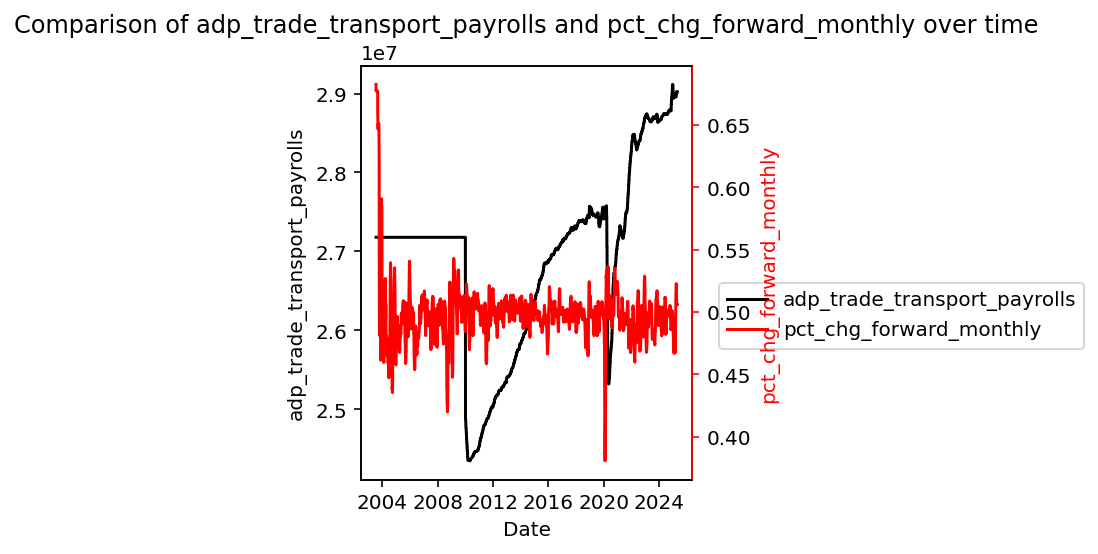 Comparison of adp_trade_transport_payrolls and pct_chg_forward_monthly over time
1e7
2.9
2.8
2.7
2.6
2.5
adp_trade_transport_payrolls
0.65
0.60
0.55
0.50
0.45
0.40
pct_chg_forward_monthly
adp_trade_transport_payrolls
pct_chg_forward_monthly
2004 2008 2012 2016 2020 2024
Date